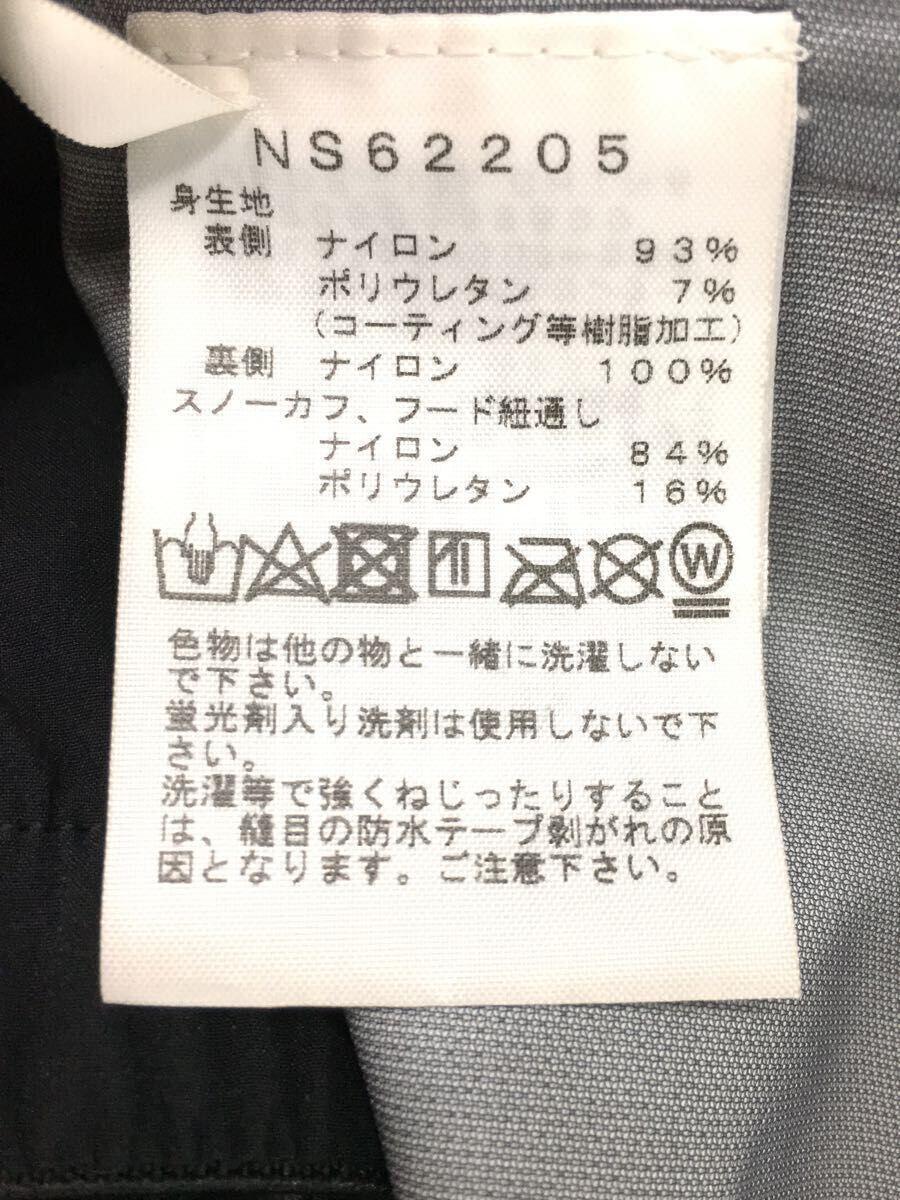 NS62205
身生地
表側 ナイロン 93%
ポリウレタン 7%
(コーティング等樹脂加工)
裏側 ナイロン 100%
スノーカフ、フード紐通し
ナイロン 84%
ポリウレタン 16%
W
色物は他の物と一緒に洗濯しない
で下さい。
蛍光剤入り洗剤は使用しないで下
さい。
洗濯等で強くねじったりすること
は、縫目の防水テープ剥がれの原
因となります。ご注意下さい。